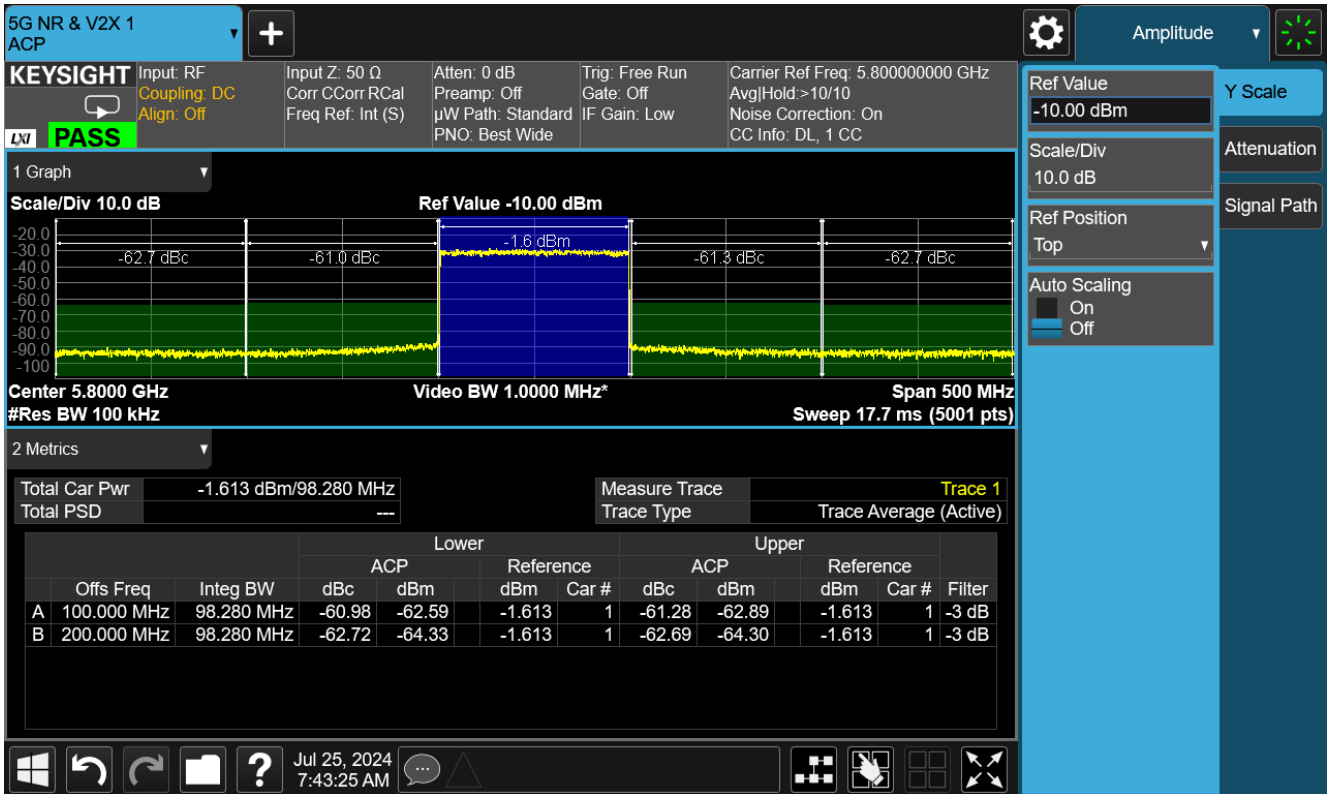 5G NR & V2X 1
ACP
Amplitude
KEYSIGHT
LXI
PASS
Input: RF
Coupling: DC
Align: Off
Input Z: 50 Ω
Corr CCorr RCal
Freq Ref: Int (S)
Atten: 0 dB
Preamp: Off
µW Path: Standard
PNO: Best Wide
Trig: Free Run
Gate: Off
IF Gain: Low
Carrier Ref Freq: 5.800000000 GHz
Avg|Hold:>10/10
Noise Correction: On
CC Info: DL, 1 CC
Ref Value
-10.00 dBm
Scale/Div
10.0 dB
Ref Position
Top
Auto Scaling
On
Off
Y Scale
Attenuation
Signal Path
1 Graph
Scale/Div 10.0 dB
Ref Value -10.00 dBm
-20.0
-30.0
-40.0
-50.0
-60.0
-70.0
-80.0
-90.0
-100
-62.7 dBc
-61.0 dBc
-1.6 dBm
-61.3 dBc
-62.7 dBc
Center 5.8000 GHz
Video BW 1.0000 MHz*
Span 500 MHz
#Res BW 100 kHz
Sweep 17.7 ms (5001 pts)
2 Metrics
Total Car Pwr -1.613 dBm/98.280 MHz
Total PSD ---
Measure Trace Trace 1
Trace Type Trace Average (Active)
Lower Upper
ACP Reference ACP Reference
Offs Freq Integ BW dBc dBm dBm Car # dBc dBm dBm Car # Filter
A 100.000 MHz 98.280 MHz -60.98 -62.59 -1.613 1 -61.28 -62.89 -1.613 1 -3 dB
B 200.000 MHz 98.280 MHz -62.72 -64.33 -1.613 1 -62.69 -64.30 -1.613 1 -3 dB
Jul 25, 2024
7:43:25 AM